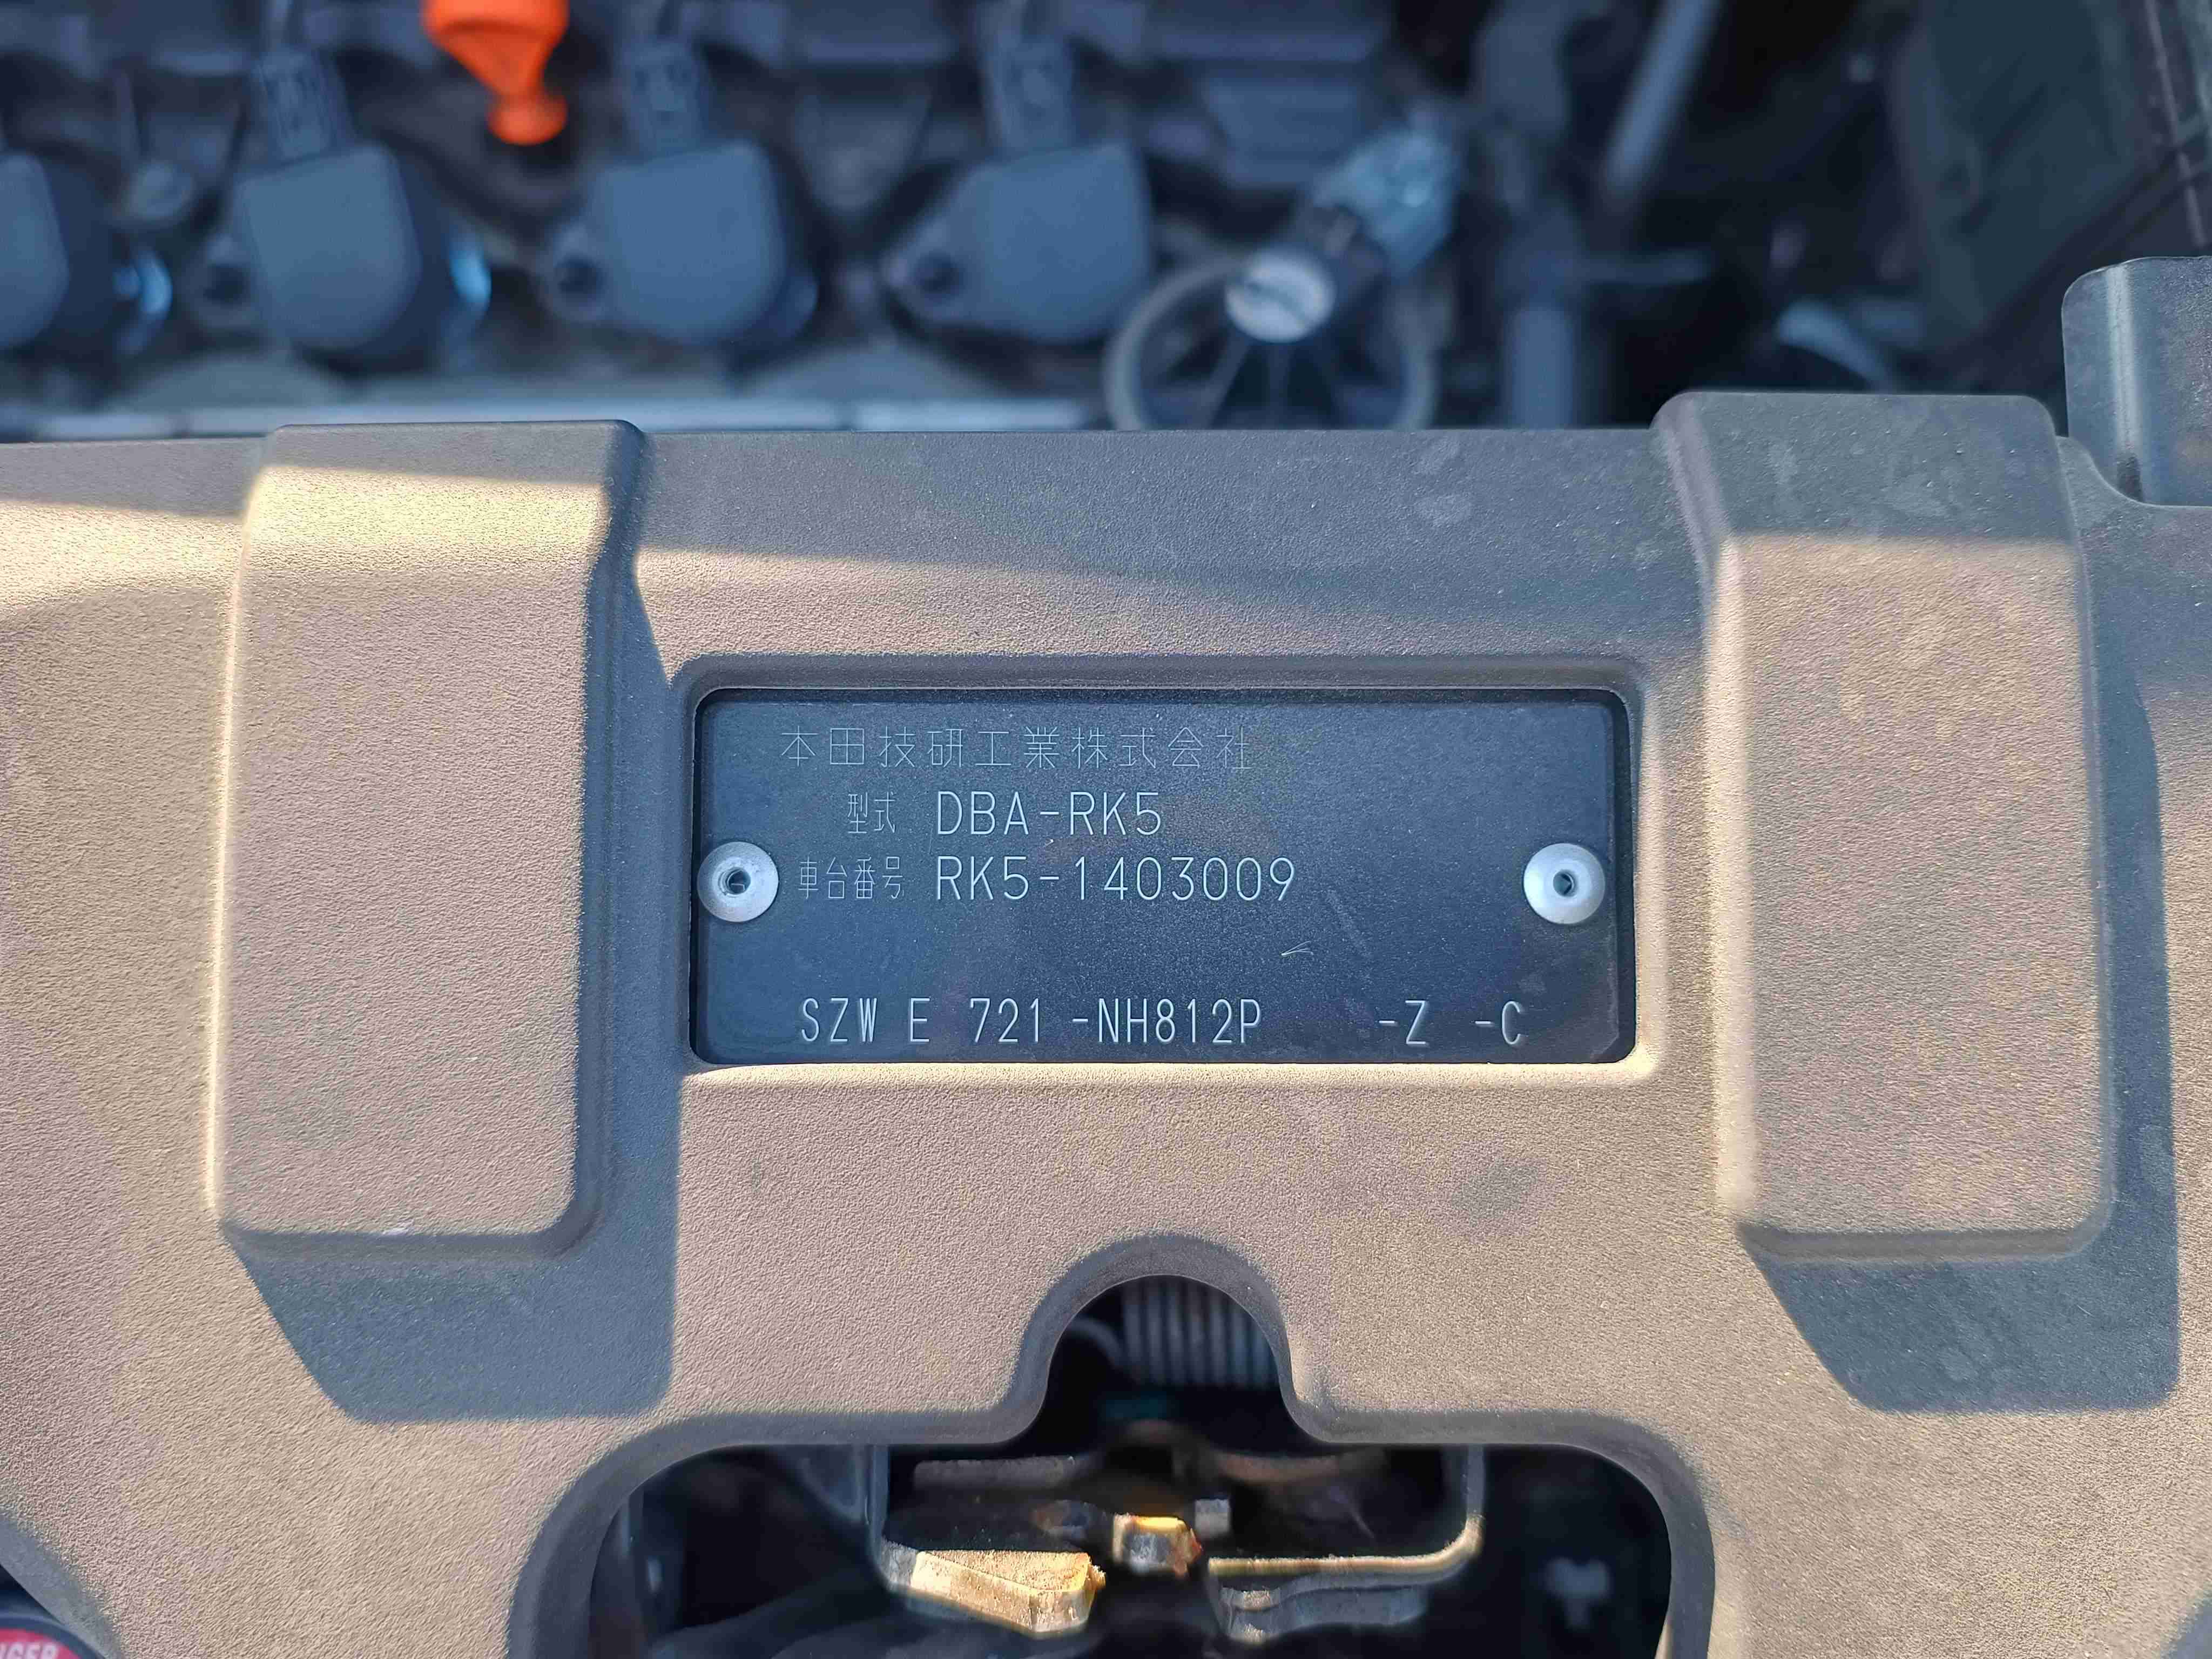 本田技研工業株式会社
型式 DBA-RK5
車台番号 RK5-1403009
SZW E 721 -NH812P -Z -C